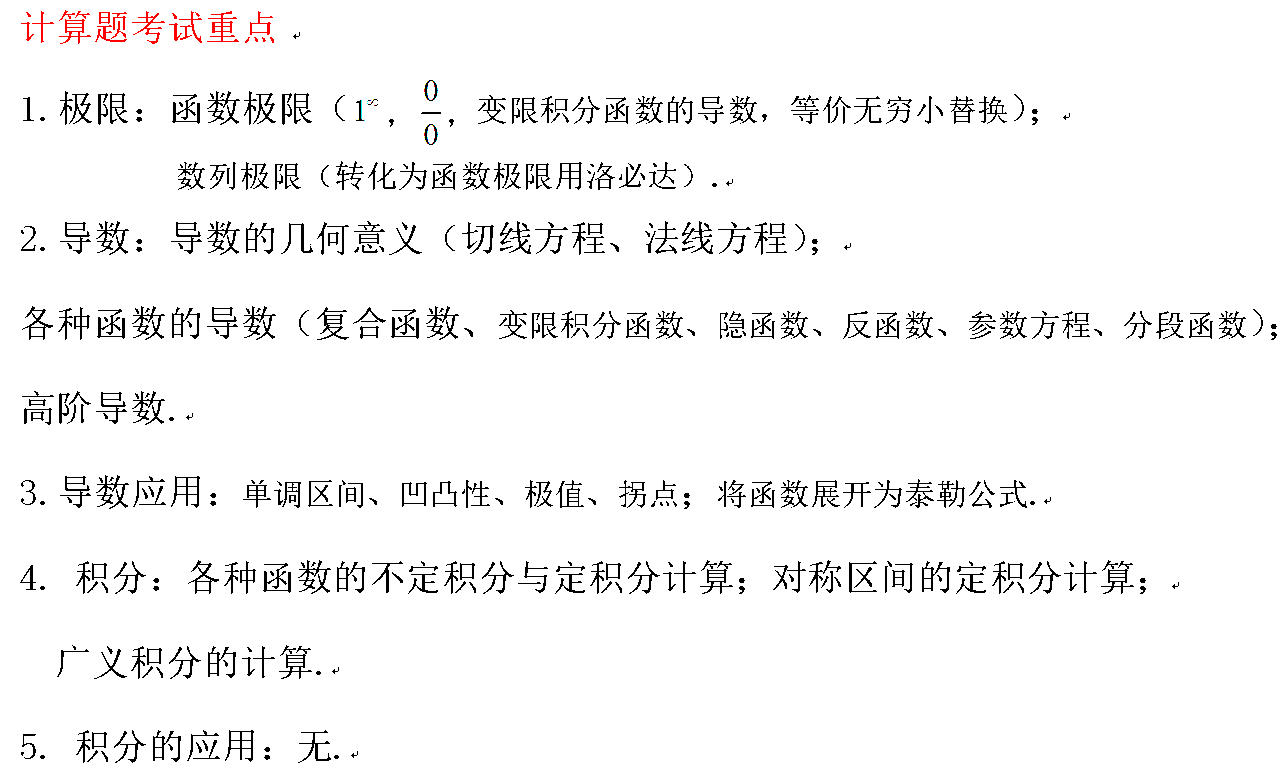 计算题考试重点
1. 极限：函数极限（1^∞，0/0，变限积分函数的导数，等价无穷小替换）；
数列极限（转化为函数极限用洛必达）.
2. 导数：导数的几何意义（切线方程、法线方程）；
各种函数的导数（复合函数、变限积分函数、隐函数、反函数、参数方程、分段函数）；
高阶导数.
3. 导数应用：单调区间、凹凸性、极值、拐点；将函数展开为泰勒公式.
4. 积分：各种函数的不定积分与定积分计算；对称区间的定积分计算；
广义积分的计算.
5. 积分的应用：无.